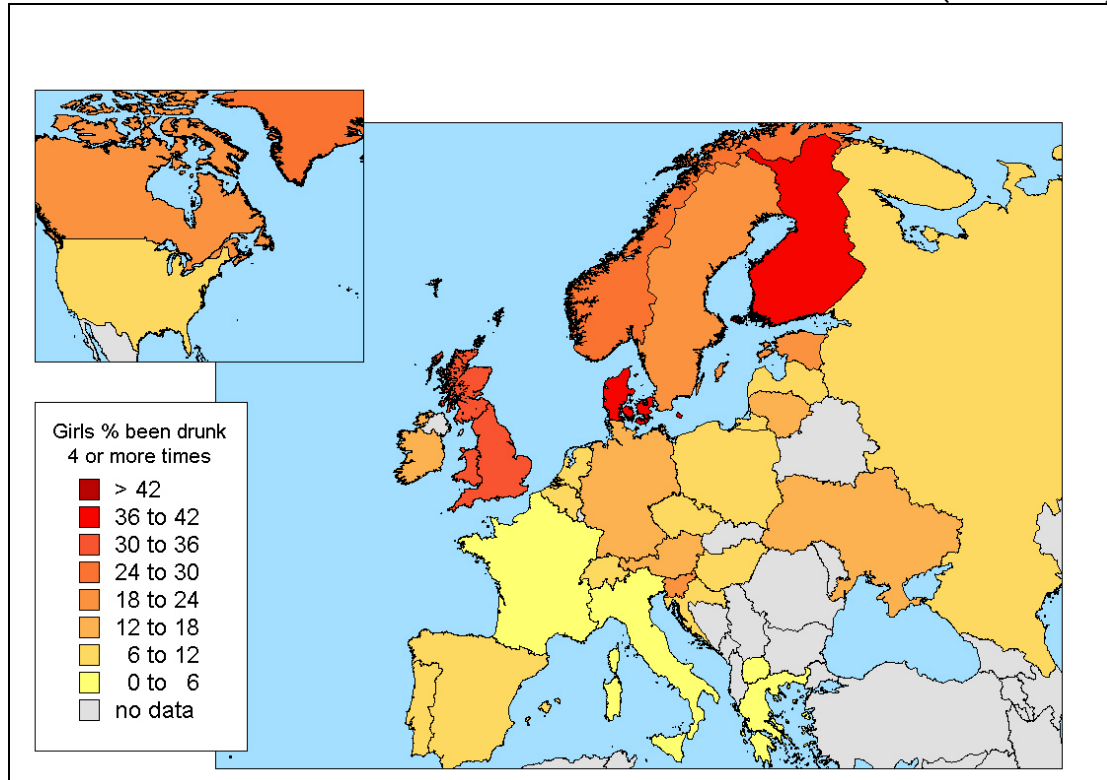 Girls % been drunk
4 or more times
> 42
36 to 42
30 to 36
24 to 30
18 to 24
12 to 18
6 to 12
0 to 6
no data